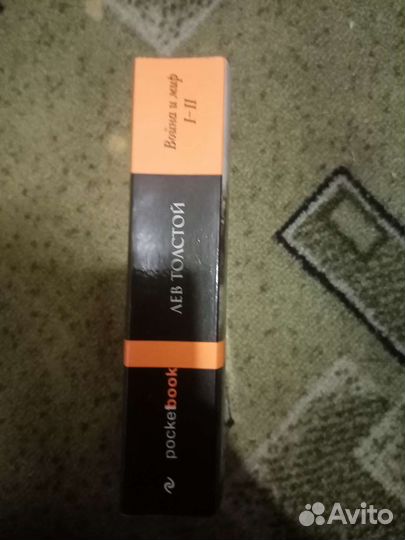 Война и мир
I–II
ЛЕВ ТОЛСТОЙ
pocketbook
Avito